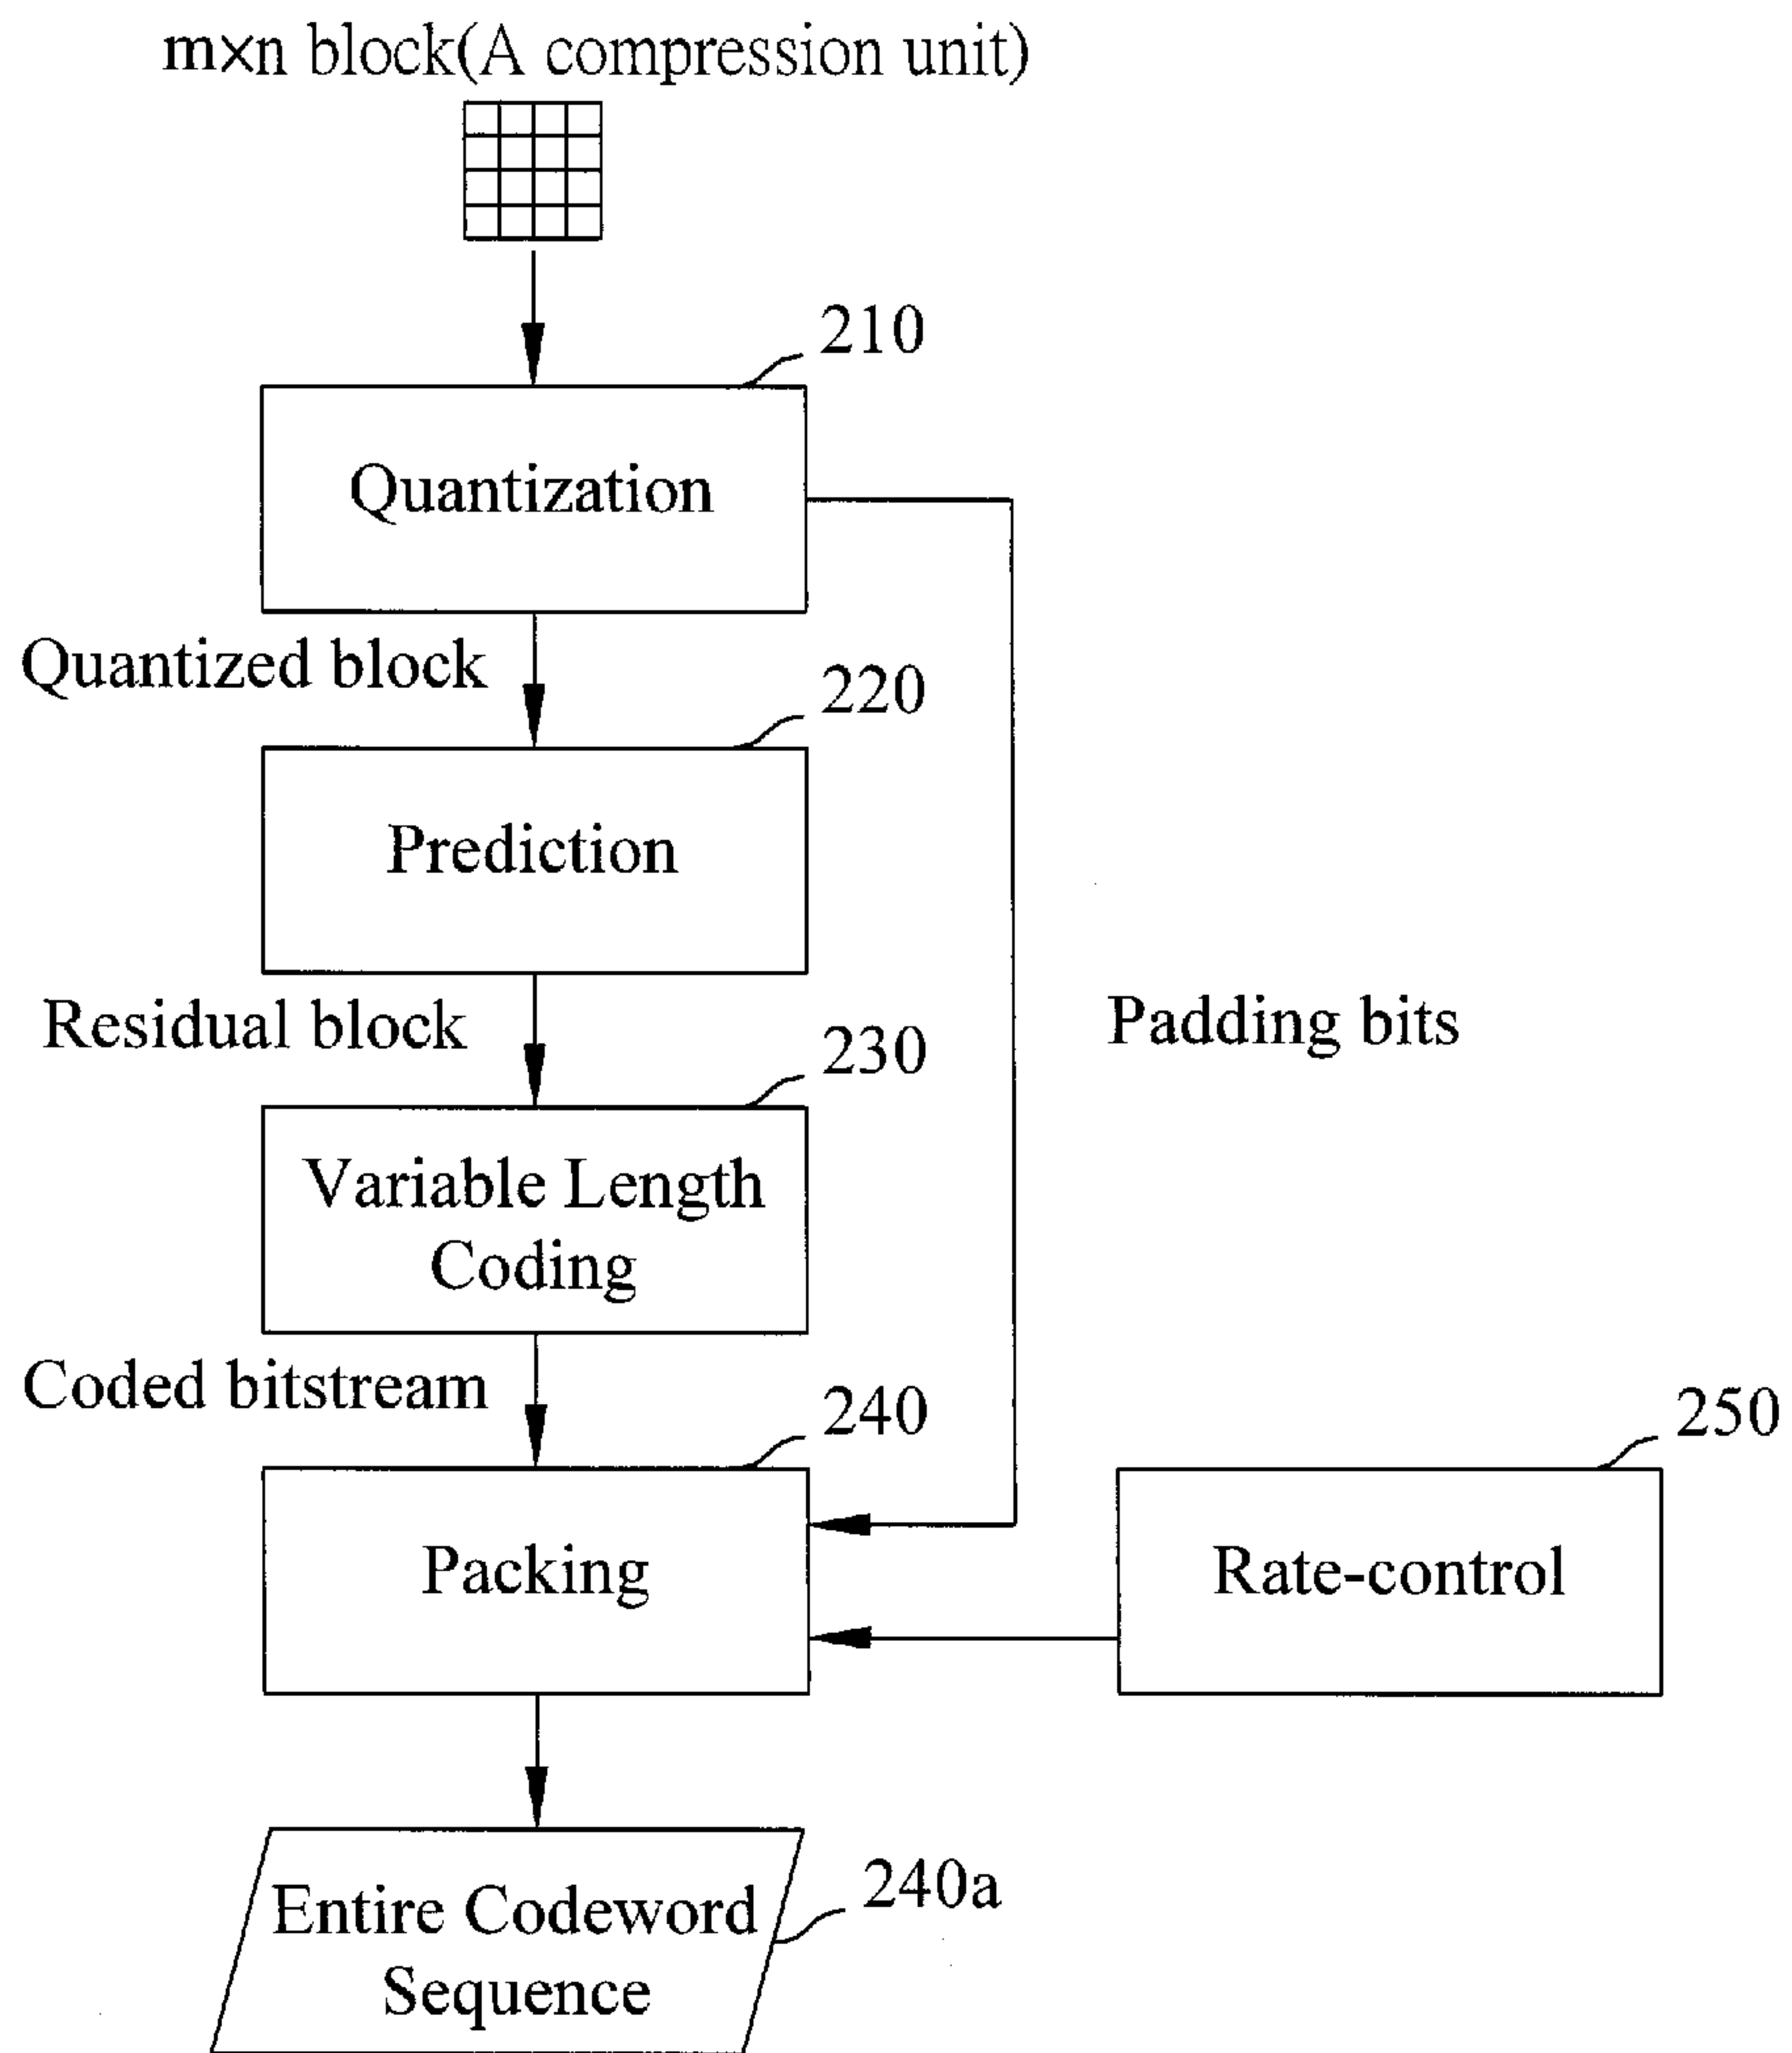 m×n block(A compression unit)
210
Quantization
Quantized block
220
Prediction
Residual block
230
Padding bits
Variable Length
Coding
Coded bitstream
240
250
Packing
Rate-control
Entire Codeword
Sequence
240a